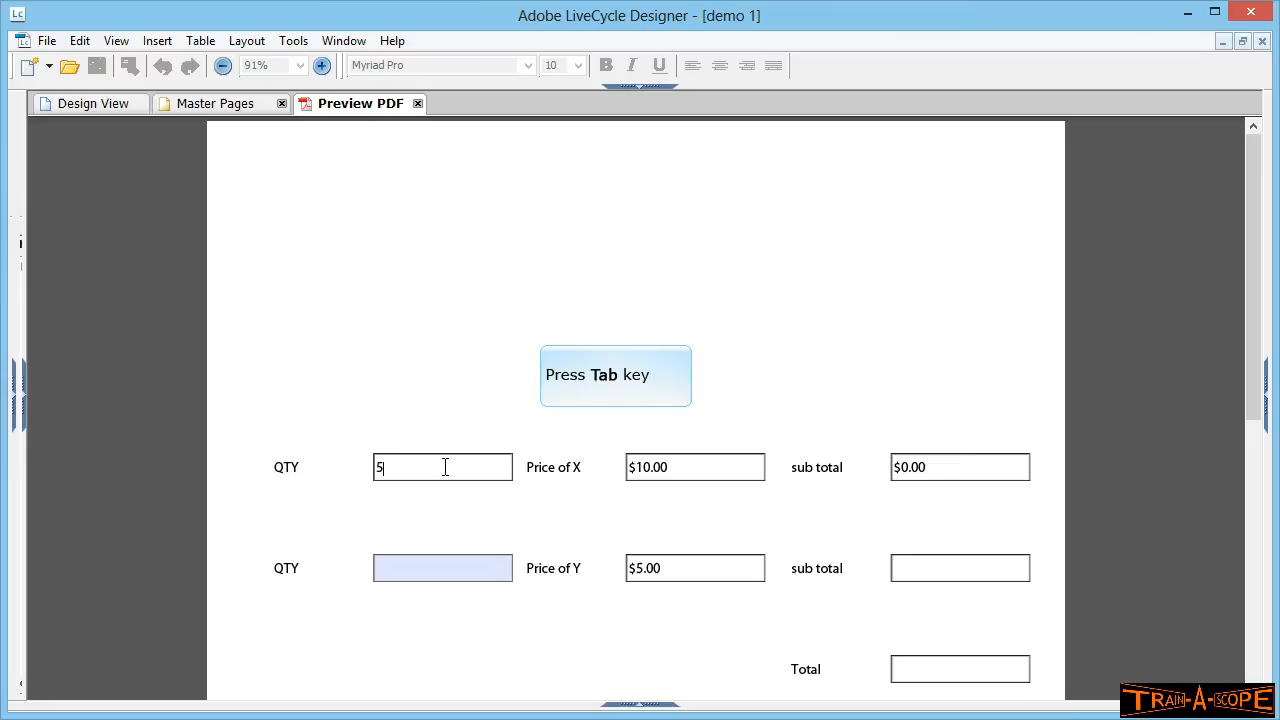 Lc Adobe LiveCycle Designer - [demo 1]
Lc File Edit View Insert Table Layout Window Tools Help
91% Myriad Pro 10 B I U
Design View Master Pages Preview PDF
Press Tab key
QTY 5 Price of X $10.00 sub total $0.00
QTY Price of Y $5.00 sub total
Total
TRAIN-A-SCOPE